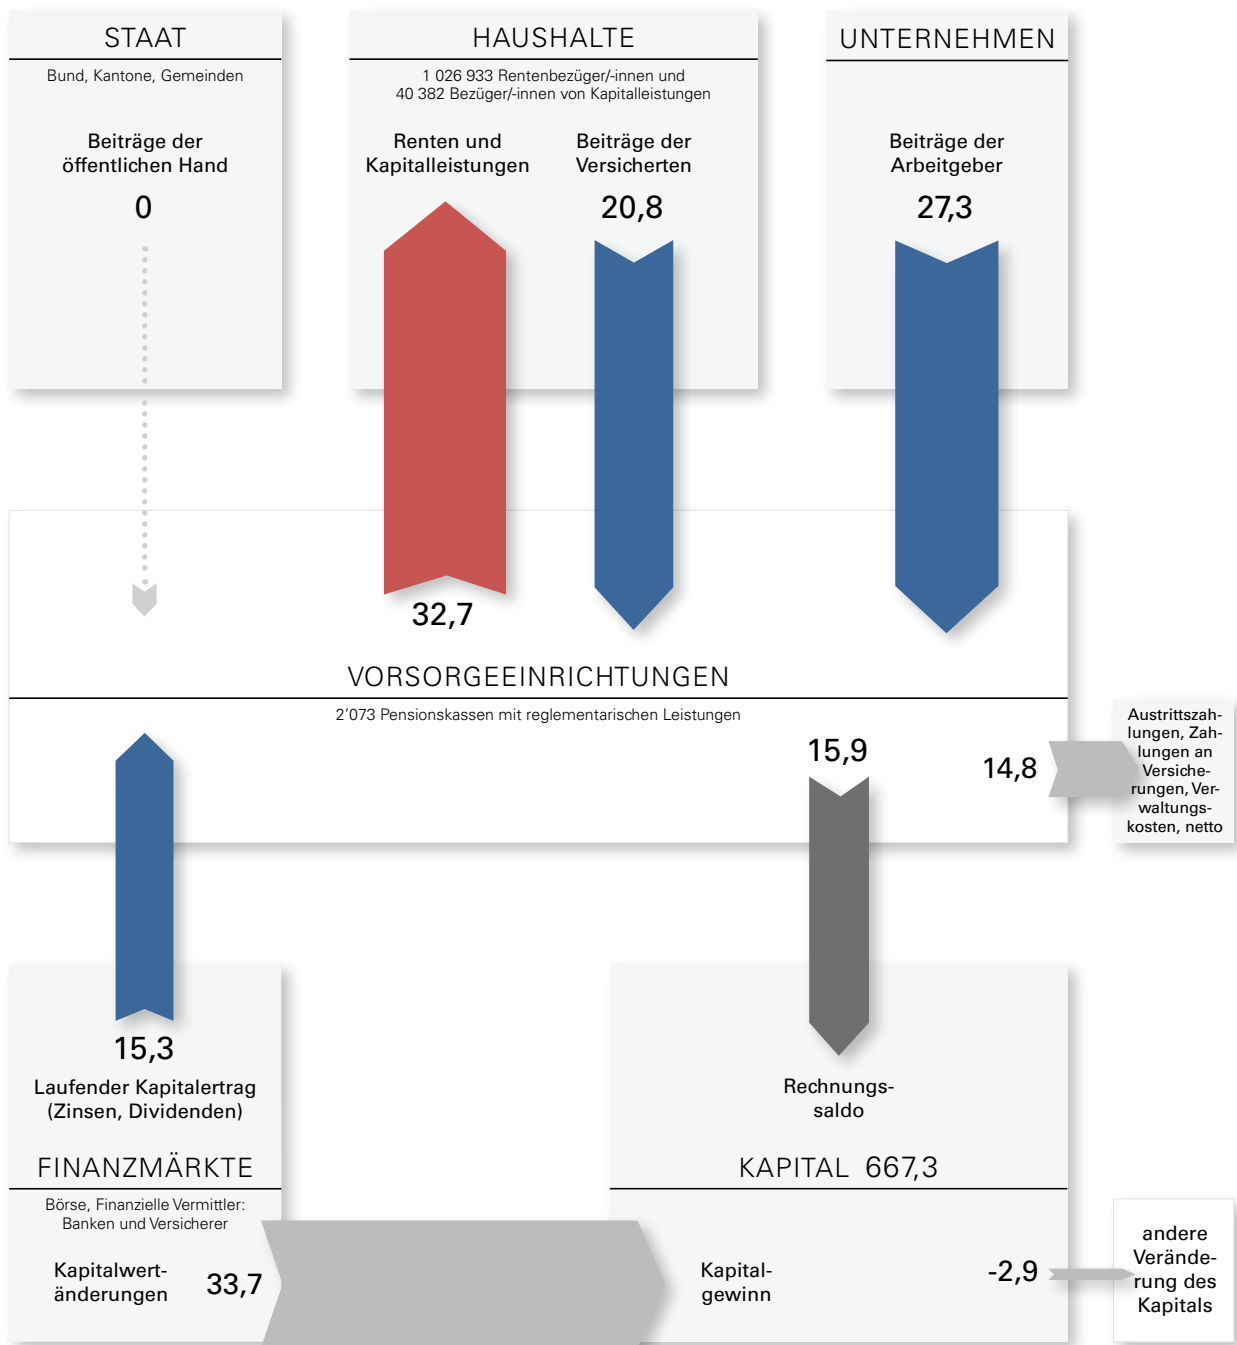 STAAT
Bund, Kantone, Gemeinden
Beiträge der
öffentlichen Hand
0
HAUSHALTE
1 026 933 Rentenbezüger/-innen und
40 382 Bezüger/-innen von Kapitalleistungen
Renten und
Kapitalleistungen
Beiträge der
Versicherten
20,8
UNTERNEHMEN
Beiträge der
Arbeitgeber
27,3
32,7
VORSORGEEINRICHTUNGEN
2’073 Pensionskassen mit reglementarischen Leistungen
15,9
14,8
Austrittszah-
lungen, Zah-
lungen an
Versiche-
rungen, Ver-
waltungs-
kosten, netto
15,3
Laufender Kapitalertrag
(Zinsen, Dividenden)
FINANZMÄRKTE
Börse, Finanzielle Vermittler:
Banken und Versicherer
Kapitalwert-
änderungen
33,7
Rechnungs-
saldo
KAPITAL 667,3
Kapital-
gewinn
-2,9
andere
Verände-
rung des
Kapitals